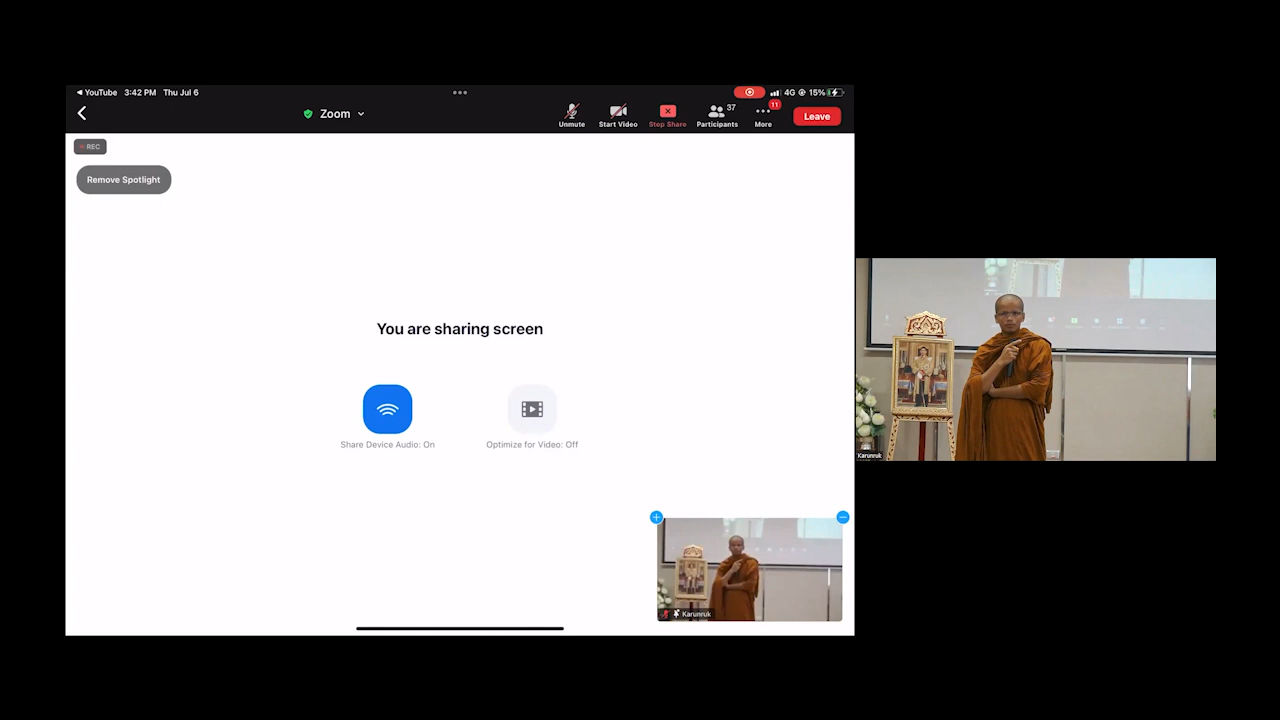 YouTube 3:42 PM Thu Jul 6
4G 15%
Zoom
37
11
Unmute Start Video Stop Share Participants More Leave
REC
Remove Spotlight
You are sharing screen
Share Device Audio: On Optimize for Video: Off
Karunruk
Karunruk